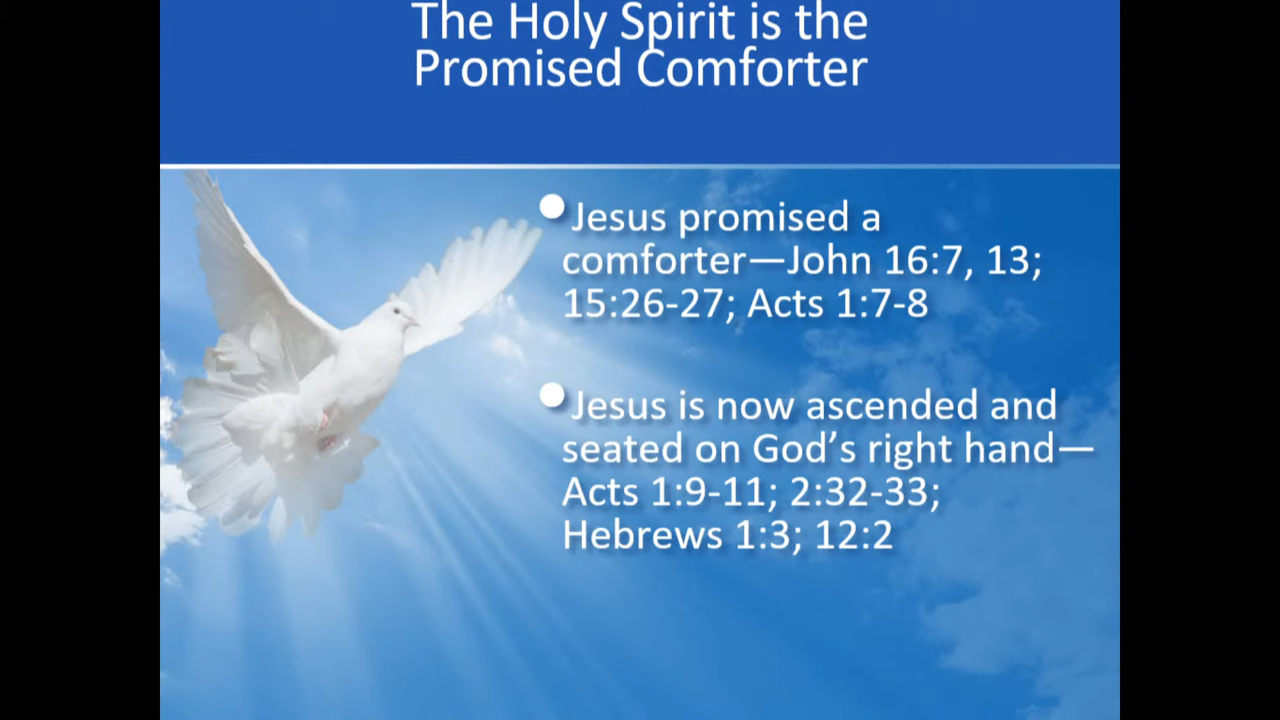 The Holy Spirit is the
Promised Comforter
•Jesus promised a
comforter—John 16:7, 13;
15:26-27; Acts 1:7-8
•Jesus is now ascended and
seated on God’s right hand—
Acts 1:9-11; 2:32-33;
Hebrews 1:3; 12:2